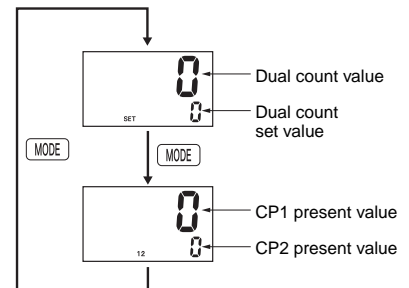 0
Dual count value
SET
0
Dual count
set value
MODE
MODE
0
CP1 present value
12
0
CP2 present value